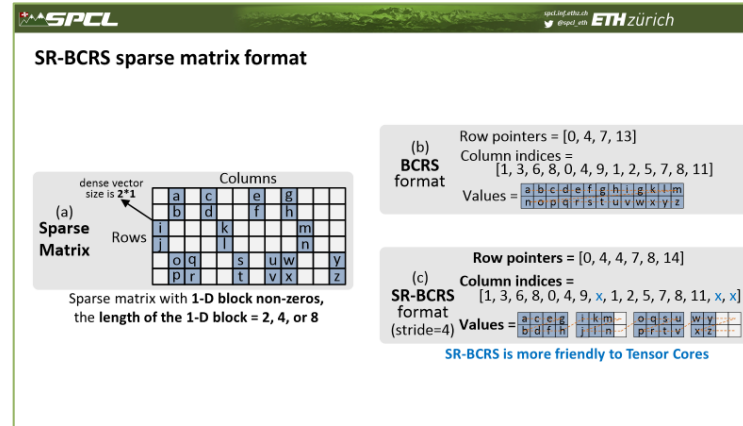 SPCL
spcl.inf.ethz.ch
@spcl_eth
ETH zürich
SR-BCRS sparse matrix format
dense vector
size is 2*1
Columns
(a)
Sparse
Matrix
Rows
a c e g
b d f h
i k m
j l n
o q s u w y
p r t v x z
Sparse matrix with 1-D block non-zeros,
the length of the 1-D block = 2, 4, or 8
(b)
BCRS
format
Row pointers = [0, 4, 7, 13]
Column indices =
[1, 3, 6, 8, 0, 4, 9, 1, 2, 5, 7, 8, 11]
Values =
a b c d e f g h i g k l m
n o p q r s t u v w x y z
(c)
SR-BCRS
format
(stride=4)
Row pointers = [0, 4, 4, 7, 8, 14]
Column indices =
[1, 3, 6, 8, 0, 4, 9, x, 1, 2, 5, 7, 8, 11, x, x]
Values =
a c e g i k m o q s u w y
b d f h j l n p r t v x z
SR-BCRS is more friendly to Tensor Cores